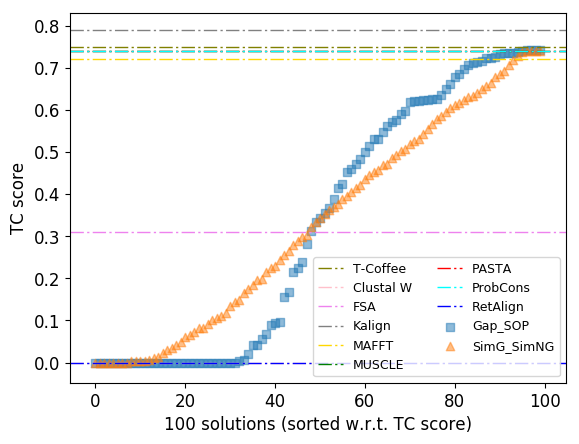 0.8
0.7
0.6
0.5
0.4
0.3
0.2
0.1
0.0
TC score
T-Coffee
Clustal W
FSA
Kalign
MAFFT
MUSCLE
PASTA
ProbCons
RetAlign
Gap_SOP
SimG_SimNG
0 20 40 60 80 100
100 solutions (sorted w.r.t. TC score)